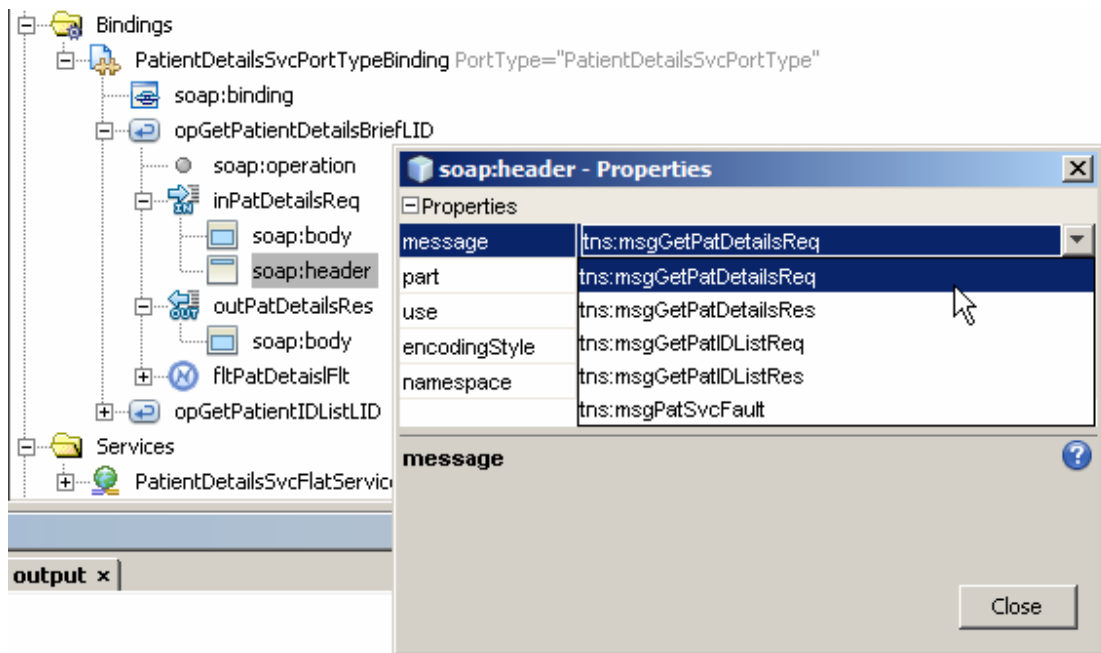 Bindings
PatientDetailsSvcPortTypeBinding PortType="PatientDetailsSvcPortType"
soap:binding
opGetPatientDetailsBriefLID
soap:operation
inPatDetailsReq
soap:body
soap:header
outPatDetailsRes
soap:body
fltPatDetaislFlt
opGetPatientIDListLID
Services
PatientDetailsSvcFlatServic
output ×
soap:header - Properties
Properties
message tns:msgGetPatDetailsReq
part tns:msgGetPatDetailsReq
use tns:msgGetPatDetailsRes
encodingStyle tns:msgGetPatIDListReq
namespace tns:msgGetPatIDListRes
tns:msgPatSvcFault
message
Close